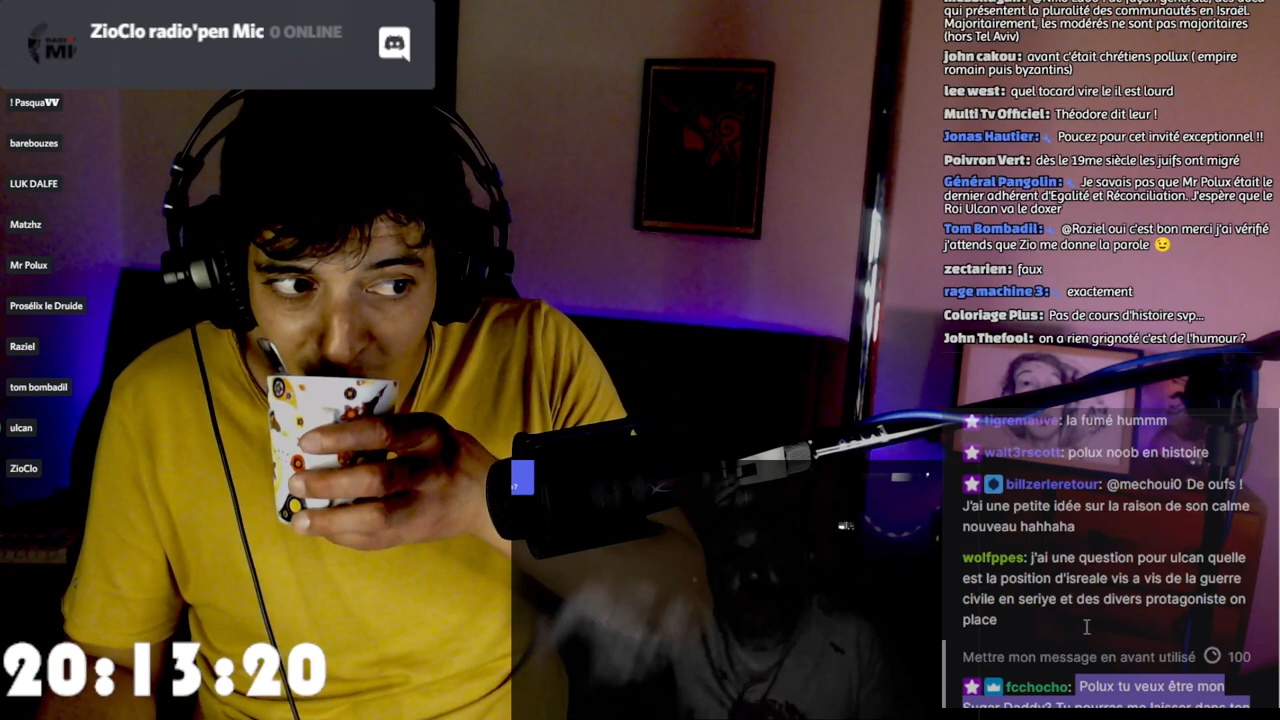 ZioClo radio'pen Mic 0 ONLINE
! PasquaVV
barebouzes
LUK DALFE
Matzhz
Mr Polux
Prosélix le Druide
Raziel
tom bombadil
ulcan
ZioClo
20:13:20
qui présentent la pluralité des communautés en Israël.
Majoritairement, les modérés ne sont pas majoritaires
(hors Tel Aviv)
john cakou: avant c'était chrétiens pollux ( empire
romain puis byzantins)
lee west: quel tocard vire le il est lourd
Multi Tv Officiel: Théodore dit leur !
Jonas Hautier: Poucez pour cet invité exceptionnel !!
Poivron Vert: dès le 19me siècle les juifs ont migré
Général Pangolin: Je savais pas que Mr Polux était le
dernier adhérent d'Egalité et Réconciliation. J'espère que le
Roi Ulcan va le doxer
Tom Bombadil: @Raziel oui c'est bon merci j'ai vérifié
j'attends que Zio me donne la parole 😉
zectarien: faux
rage machine 3: exactement
Coloriage Plus: Pas de cours d'histoire svp...
John Thefool: on a rien grignoté c'est de l'humour?
tigremauve: la fumé hummm
walt3rscott: polux noob en histoire
billzerleretour: @mechoui0 De oufs !
J'ai une petite idée sur la raison de son calme
nouveau hahhaha
wolfppes: j'ai une question pour ulcan quelle
est la position d'isreale vis a vis de la guerre
civile en seriye et des divers protagoniste on
place
Mettre mon message en avant utilisé 100
fcchocho: Polux tu veux être mon
Sugar Daddy? Tu pourras me laisser dans ton